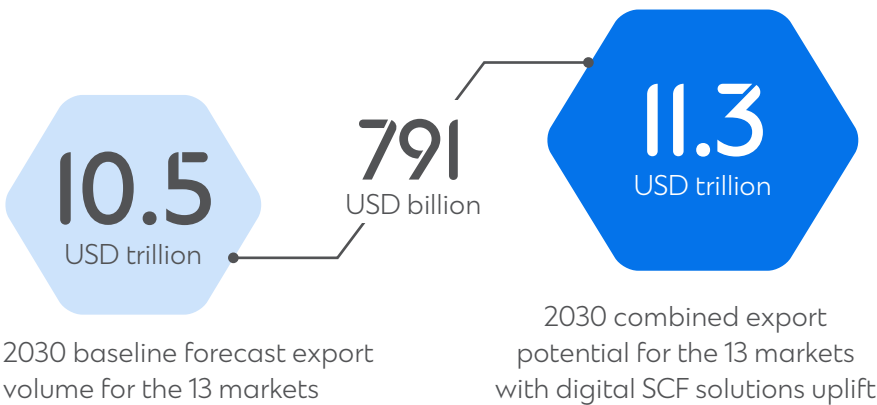 10.5
USD trillion
2030 baseline forecast export
volume for the 13 markets
791
USD billion
11.3
USD trillion
2030 combined export
potential for the 13 markets
with digital SCF solutions uplift